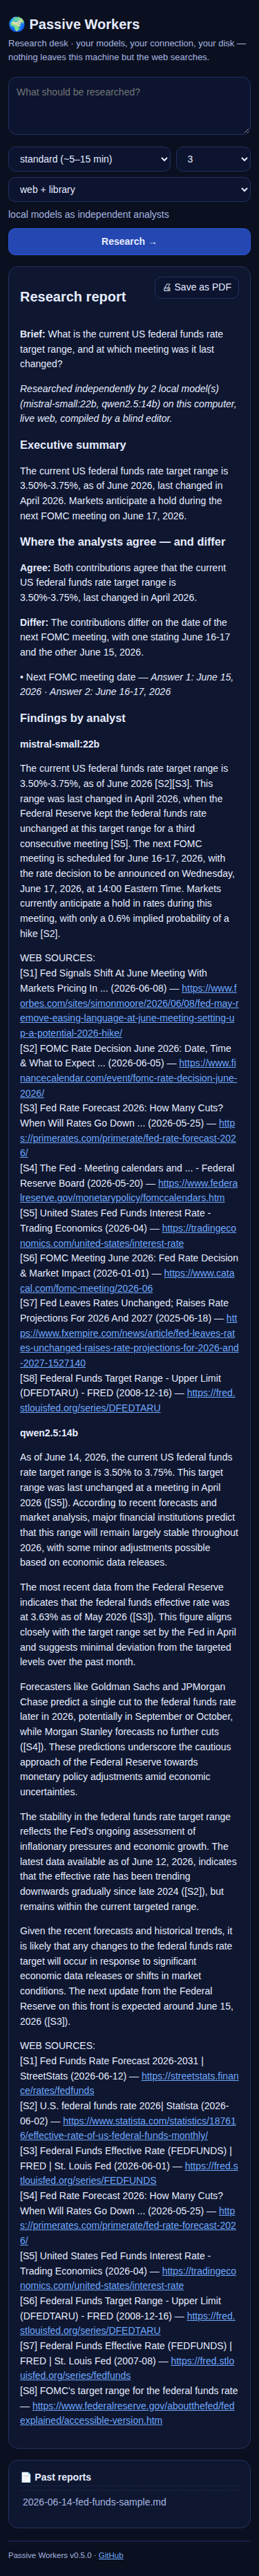 🌍 Passive Workers
Research desk · your models, your connection, your disk —
nothing leaves this machine but the web searches.
What should be researched?
standard (~5–15 min)
3
web + library
local models as independent analysts
Research →
🖨 Save as PDF
Research report
Brief: What is the current US federal funds rate
target range, and at which meeting was it last
changed?
Researched independently by 2 local model(s)
(mistral-small:22b, qwen2.5:14b) on this computer,
live web, compiled by a blind editor.
Executive summary
The current US federal funds rate target range is
3.50%-3.75%, as of June 2026, last changed in
April 2026. Markets anticipate a hold during the
next FOMC meeting on June 17, 2026.
Where the analysts agree — and differ
Agree: Both contributions agree that the current
US federal funds rate target range is
3.50%-3.75%, last changed in April 2026.
Differ: The contributions differ on the date of the
next FOMC meeting, with one stating June 16-17
and the other June 15, 2026.
• Next FOMC meeting date — Answer 1: June 15,
2026 · Answer 2: June 16-17, 2026
Findings by analyst
mistral-small:22b
The current US federal funds rate target range is
3.50%-3.75%, as of June 2026 [S2][S3]. This
range was last changed in April 2026, when the
Federal Reserve kept the federal funds rate
unchanged at this target range for a third
consecutive meeting [S5]. The next FOMC
meeting is scheduled for June 16-17, 2026, with
the rate decision to be announced on Wednesday,
June 17, 2026, at 14:00 Eastern Time. Markets
currently anticipate a hold in rates during this
meeting, with only a 0.6% implied probability of a
hike [S2].
WEB SOURCES:
[S1] Fed Signals Shift At June Meeting With
Markets Pricing In ... (2026-06-08) — https://www.f
orbes.com/sites/simonmoore/2026/06/08/fed-may-r
emove-easing-language-at-june-meeting-setting-u
p-a-potential-2026-hike/
[S2] FOMC Rate Decision June 2026: Date, Time
& What to Expect ... (2026-06-05) — https://www.fi
nancecalendar.com/event/fomc-rate-decision-june-
2026/
[S3] Fed Rate Forecast 2026: How Many Cuts?
When Will Rates Go Down ... (2026-05-25) — http
s://primerates.com/primerate/fed-rate-forecast-202
6/
[S4] The Fed - Meeting calendars and ... - Federal
Reserve Board (2026-05-20) — https://www.federa
lreserve.gov/monetarypolicy/fomccalendars.htm
[S5] United States Fed Funds Interest Rate -
Trading Economics (2026-04) — https://tradingeco
nomics.com/united-states/interest-rate
[S6] FOMC Meeting June 2026: Fed Rate Decision
& Market Impact (2026-01-01) — https://www.cata
cal.com/fomc-meeting/2026-06
[S7] Fed Leaves Rates Unchanged; Raises Rate
Projections For 2026 And 2027 (2025-06-18) — htt
ps://www.fxempire.com/news/article/fed-leaves-rat
es-unchanged-raises-rate-projections-for-2026-and
-2027-1527140
[S8] Federal Funds Target Range - Upper Limit
(DFEDTARU) - FRED (2008-12-16) — https://fred.
stlouisfed.org/series/DFEDTARU
qwen2.5:14b
As of June 14, 2026, the current US federal funds
rate target range is 3.50% to 3.75%. This target
range was last unchanged at a meeting in April
2026 ([S5]). According to recent forecasts and
market analysis, major financial institutions predict
that this range will remain largely stable throughout
2026, with some minor adjustments possible
based on economic data releases.
The most recent data from the Federal Reserve
indicates that the federal funds effective rate was
at 3.63% as of May 2026 ([S3]). This figure aligns
closely with the target range set by the Fed in April
and suggests minimal deviation from the targeted
levels over the past month.
Forecasters like Goldman Sachs and JPMorgan
Chase predict a single cut to the federal funds rate
later in 2026, potentially in September or October,
while Morgan Stanley forecasts no further cuts
([S4]). These predictions underscore the cautious
approach of the Federal Reserve towards
monetary policy adjustments amid economic
uncertainties.
The stability in the federal funds rate target range
reflects the Fed's ongoing assessment of
inflationary pressures and economic growth. The
latest data available as of June 12, 2026, indicates
that the effective rate has been trending
downwards gradually since late 2024 ([S2]), but
remains within the current targeted range.
Given the recent forecasts and historical trends, it
is likely that any changes to the federal funds rate
target will occur in response to significant
economic data releases or shifts in market
conditions. The next update from the Federal
Reserve on this front is expected around June 15,
2026 ([S3]).
WEB SOURCES:
[S1] Fed Funds Rate Forecast 2026-2031 |
StreetStats (2026-06-12) — https://streetstats.finan
ce/rates/fedfunds
[S2] U.S. federal funds rate 2026| Statista (2026-
06-02) — https://www.statista.com/statistics/18761
6/effective-rate-of-us-federal-funds-monthly/
[S3] Federal Funds Effective Rate (FEDFUNDS) |
FRED | St. Louis Fed (2026-06-01) — https://fred.s
tlouisfed.org/series/FEDFUNDS
[S4] Fed Rate Forecast 2026: How Many Cuts?
When Will Rates Go Down ... (2026-05-25) — http
s://primerates.com/primerate/fed-rate-forecast-202
6/
[S5] United States Fed Funds Interest Rate -
Trading Economics (2026-04) — https://tradingeco
nomics.com/united-states/interest-rate
[S6] Federal Funds Target Range - Upper Limit
(DFEDTARU) - FRED (2008-12-16) — https://fred.
stlouisfed.org/series/DFEDTARU
[S7] Federal Funds Effective Rate (FEDFUNDS) |
FRED | St. Louis Fed (2007-08) — https://fred.stlo
uisfed.org/series/fedfunds
[S8] FOMC's target range for the federal funds rate
— https://www.federalreserve.gov/aboutthefed/fed
explained/accessible-version.htm
📄 Past reports
2026-06-14-fed-funds-sample.md
Passive Workers v0.5.0 · GitHub